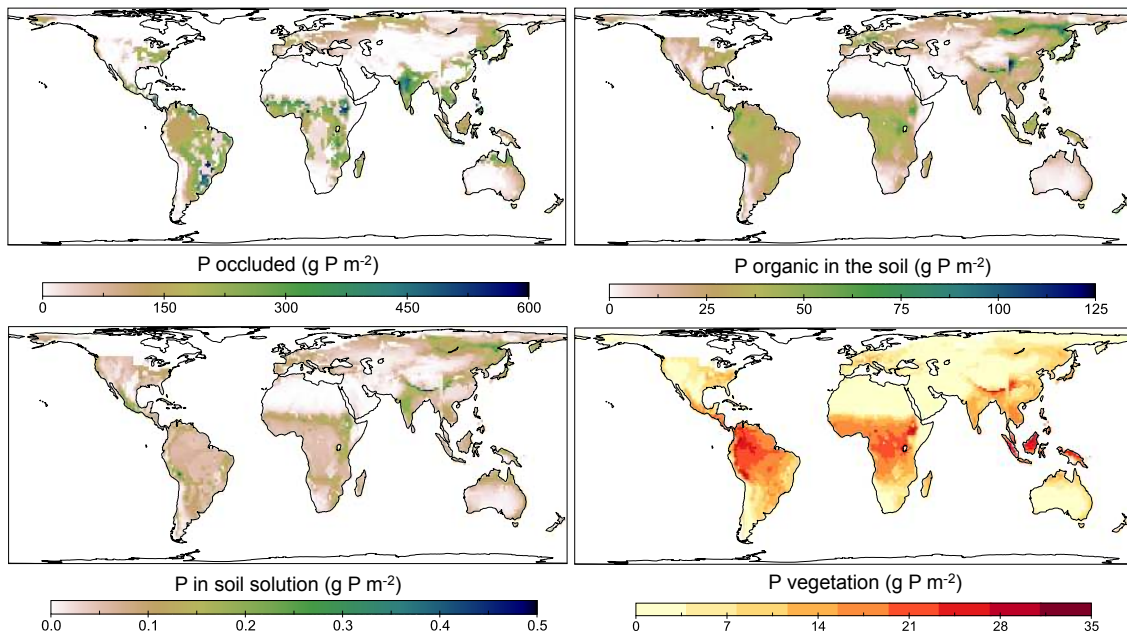 P occluded (g P m⁻²)
0 150 300 450 600
P organic in the soil (g P m⁻²)
0 25 50 75 100 125
P in soil solution (g P m⁻²)
0.0 0.1 0.2 0.3 0.4 0.5
P vegetation (g P m⁻²)
0 7 14 21 28 35